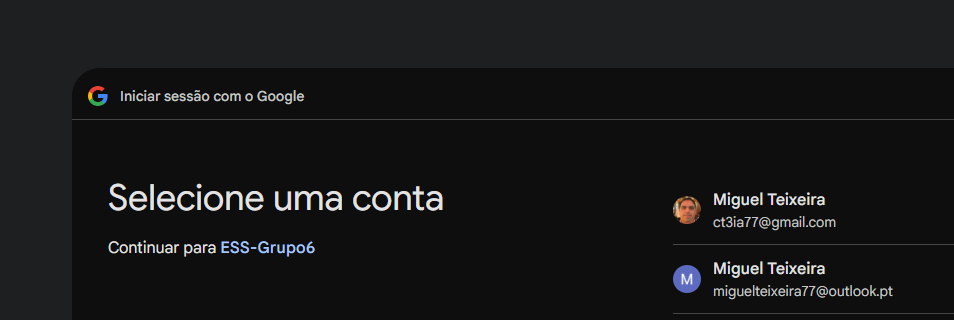 Iniciar sessão com o Google
Selecione uma conta
Continuar para ESS-Grupo6
Miguel Teixeira
ct3ia77@gmail.com
M
Miguel Teixeira
miguelteixeira77@outlook.pt